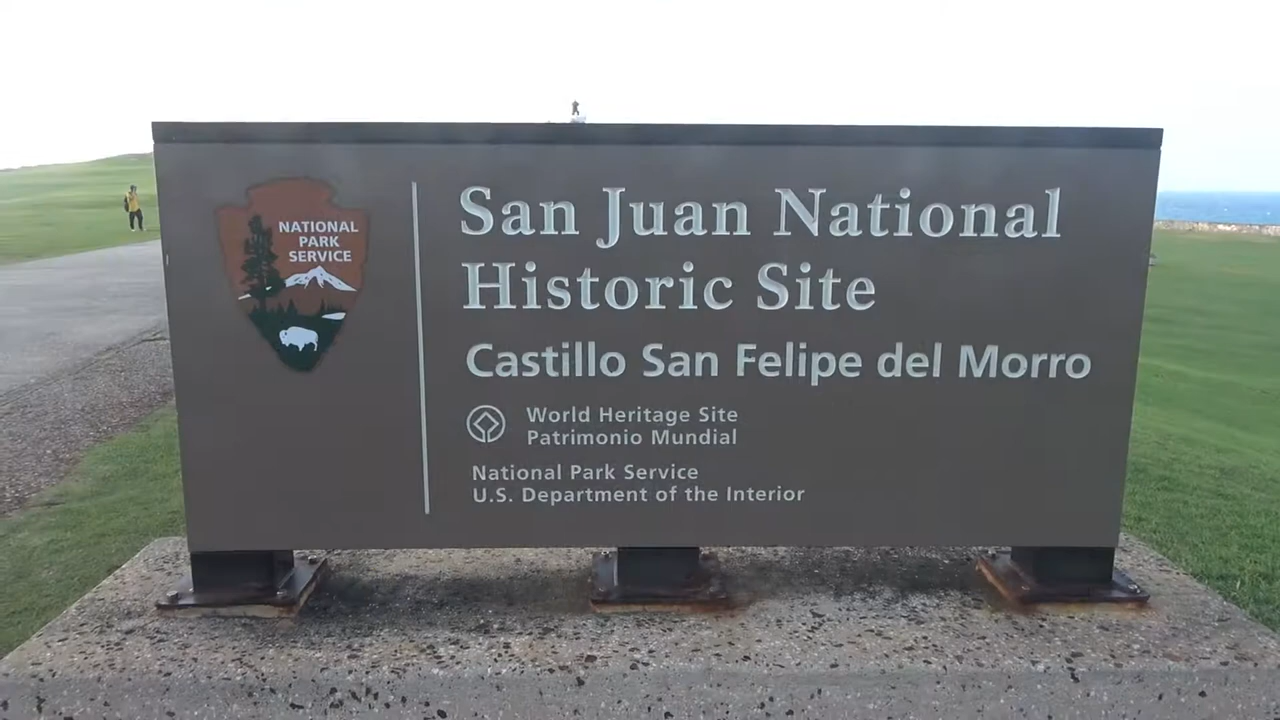 NATIONAL
PARK
SERVICE
San Juan National
Historic Site
Castillo San Felipe del Morro
World Heritage Site
Patrimonio Mundial
National Park Service
U.S. Department of the Interior